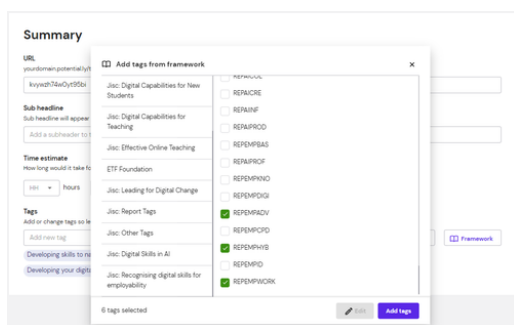 Summary
URL
yourdomain.potential.ly/t
kvywzh74w0yt95bi
Sub headline
Sub headline will appear
Add a subheader to t
Time estimate
How long would it take fo
HH
hours
Tags
Add or change tags so le
Add new tag
Framework
Developing skills to na
Developing your digita
Add tags from framework
Jisc: Digital Capabilities for New
Students
Jisc: Digital Capabilities for
Teaching
Jisc: Effective Online Teaching
ETF Foundation
Jisc: Leading for Digital Change
Jisc: Report Tags
Jisc: Other Tags
Jisc: Digital Skills in AI
Jisc: Recognising digital skills for
employability
REPAICRE
REPAIINF
REPAIPROD
REPEMPBAS
REPAIPROF
REPEMPKNO
REPEMPDIGI
REPEMPADV
REPEMPCPD
REPEMPHYB
REPEMPID
REPEMPWORK
6 tags selected
Edit
Add tags